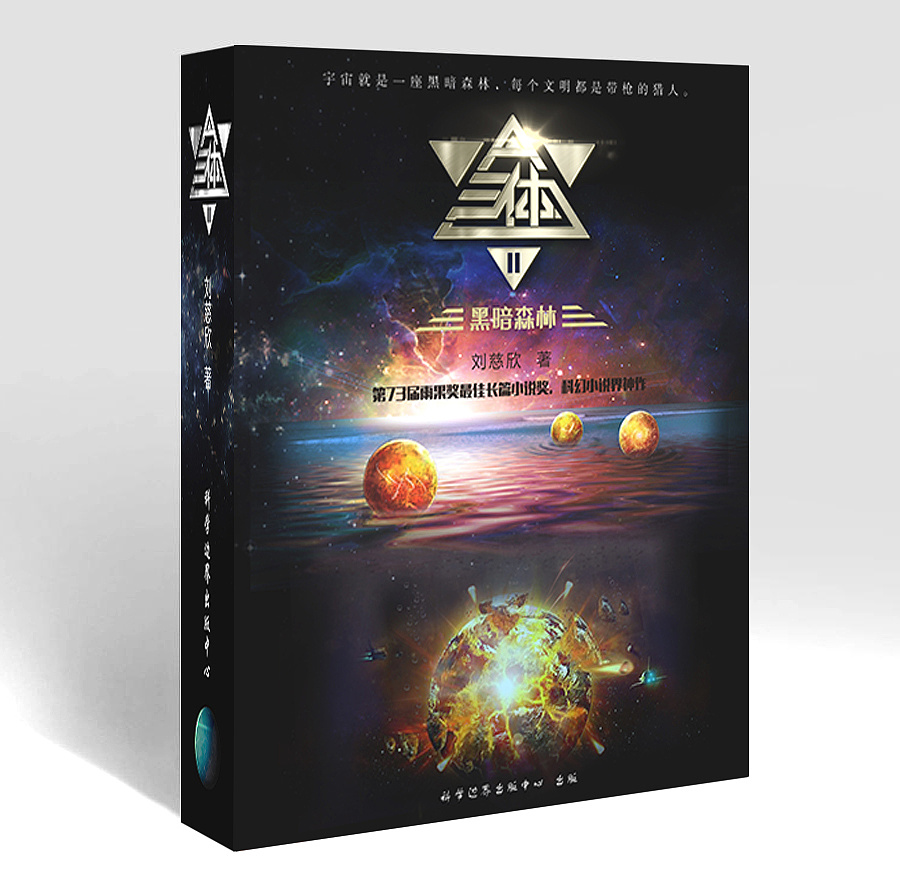 宇宙就是一座黑暗森林，每个文明都是带枪的猎人。
三体
II
黑暗森林
刘慈欣 著
第73届雨果奖最佳长篇小说奖，科幻小说界神作
科学边界出版中心 出版
三体
II
刘慈欣 著
科学边界出版中心